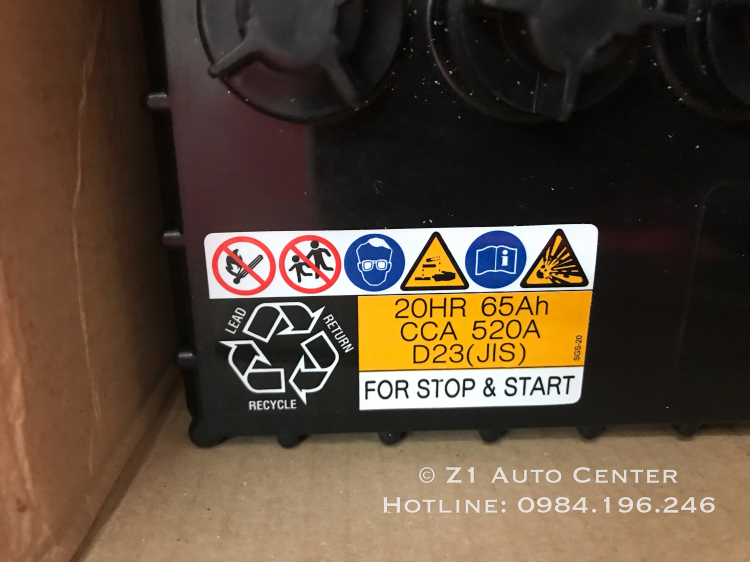 20HR 65Ah
CCA 520A
D23(JIS)
SGS-20
FOR STOP & START
LEAD
RETURN
RECYCLE
© Z1 Auto Center
Hotline: 0984.196.246